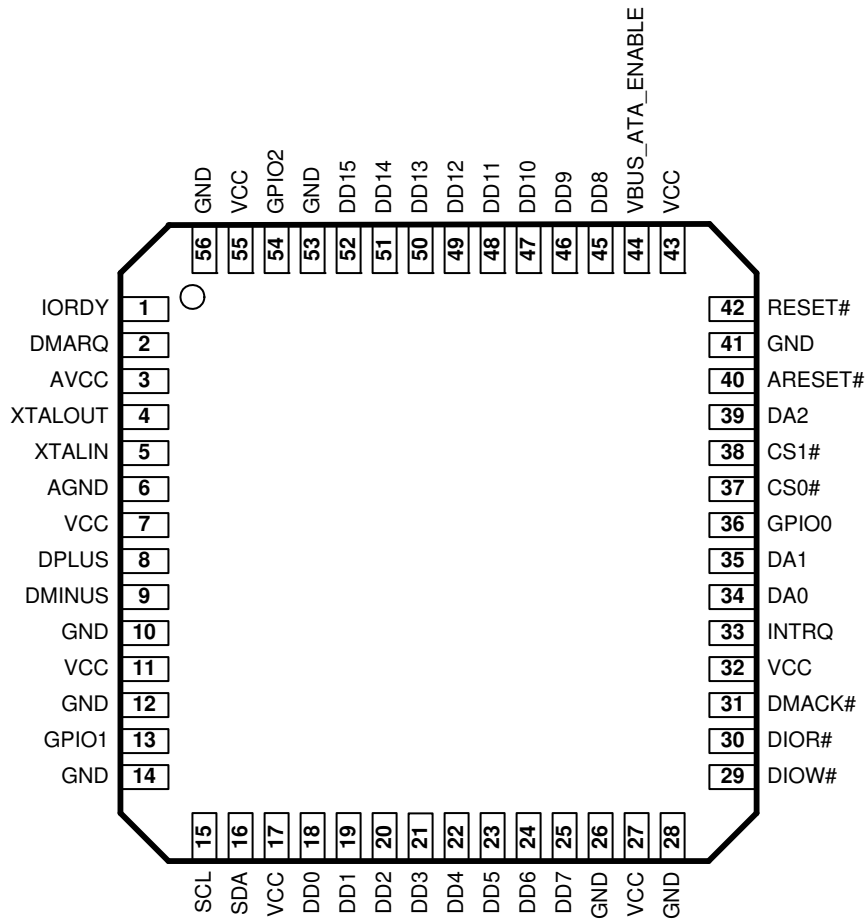 VBUS_ATA_ENABLE
GND VCC GPIO2 GND DD15 DD14 DD13 DD12 DD11 DD10 DD9 DD8 VCC
56 55 54 53 52 51 50 49 48 47 46 45 44 43
IORDY 1 42 RESET#
DMARQ 2 41 GND
AVCC 3 40 ARESET#
XTALOUT 4 39 DA2
XTALIN 5 38 CS1#
AGND 6 37 CS0#
VCC 7 36 GPIO0
DPLUS 8 35 DA1
DMINUS 9 34 DA0
GND 10 33 INTRQ
VCC 11 32 VCC
GND 12 31 DMACK#
GPIO1 13 30 DIOR#
GND 14 29 DIOW#
15 16 17 18 19 20 21 22 23 24 25 26 27 28
SCL SDA VCC DD0 DD1 DD2 DD3 DD4 DD5 DD6 DD7 GND VCC GND